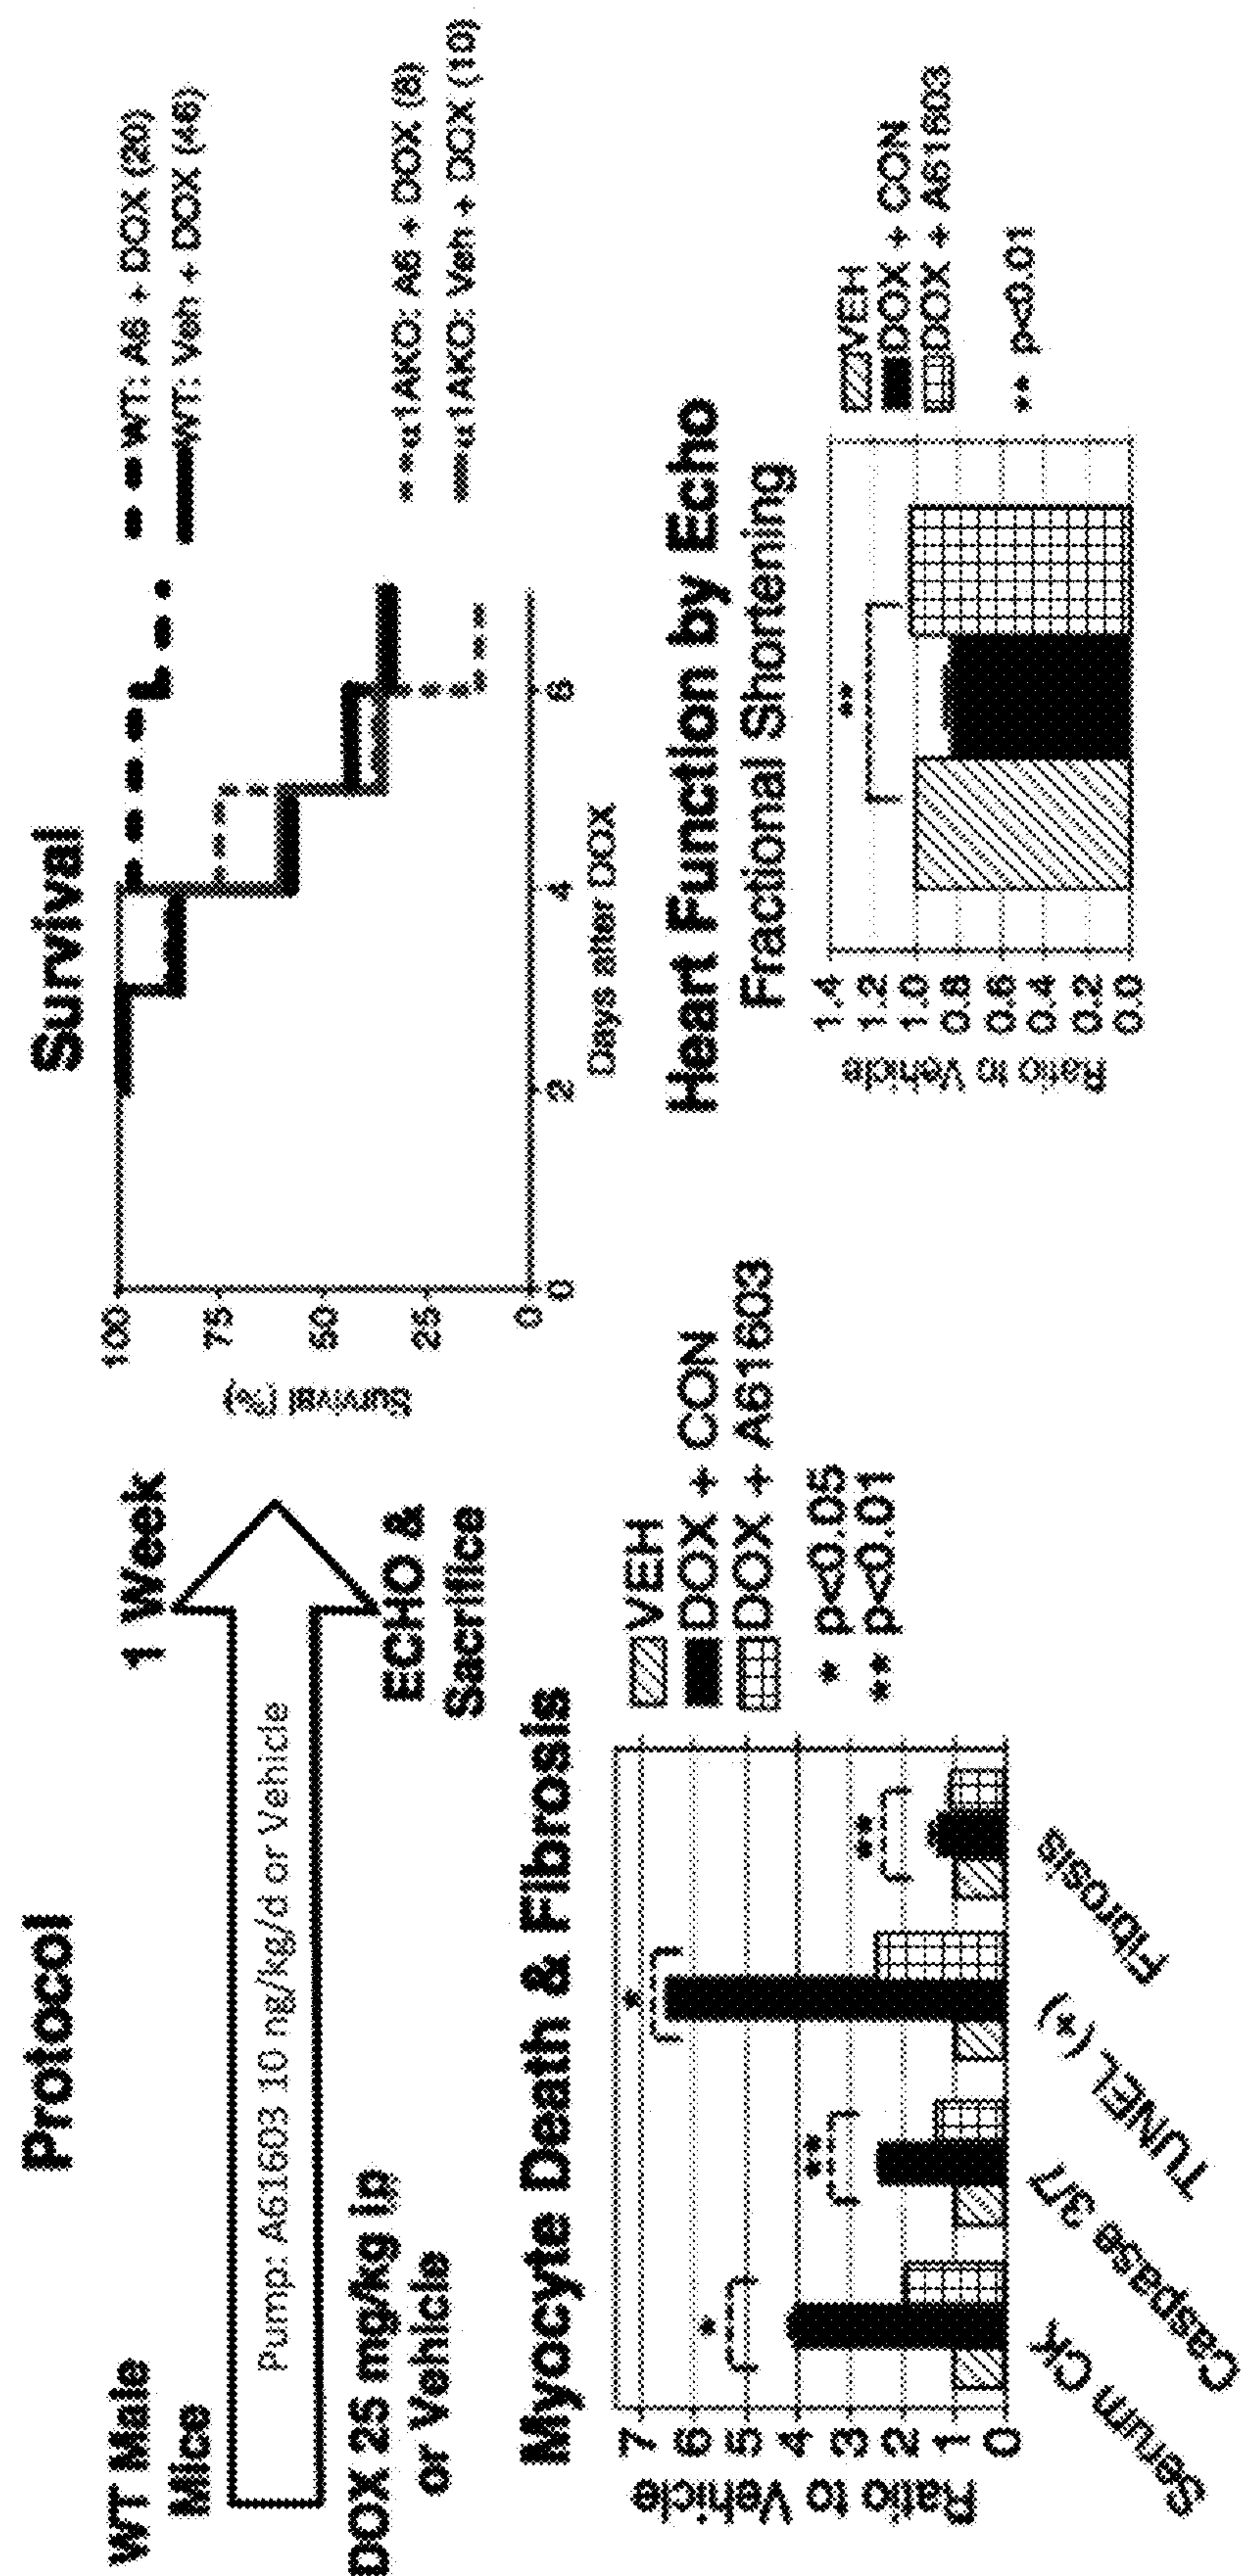 Protocol
WT Male
Mice
1 Week
Pump: A61603 10 ng/kg/d or Vehicle
DOX 25 mg/kg ip
or Vehicle
ECHO &
Sacrifice
Survival
Survival (%)
100
75
50
25
0
0
2
4
6
Days after DOX
WT: A6 + DOX (20)
WT: Veh + DOX (46)
α1AKO: A6 + DOX (8)
α1AKO: Veh + DOX (10)
Myocyte Death & Fibrosis
Ratio to Vehicle
7
6
5
4
3
2
1
0
*
**
*
**
Serum CK
Caspase 3/7
TUNEL (+)
Fibrosis
VEH
DOX + CON
DOX + A61603
* p<0.05
** p<0.01
Heart Function by Echo
Fractional Shortening
Ratio to Vehicle
1.4
1.2
1.0
0.8
0.6
0.4
0.2
0.0
**
VEH
DOX + CON
DOX + A61603
** p<0.01